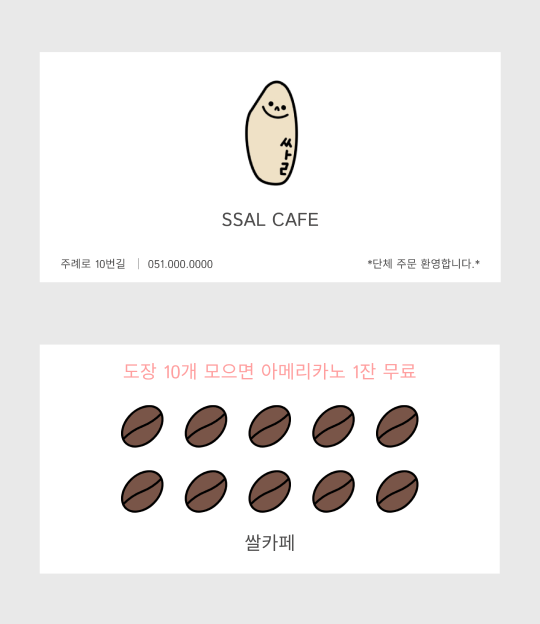 쌀
SSAL CAFE
주례로 10번길 | 051.000.0000
*단체 주문 환영합니다.*
도장 10개 모으면 아메리카노 1잔 무료
쌀카페